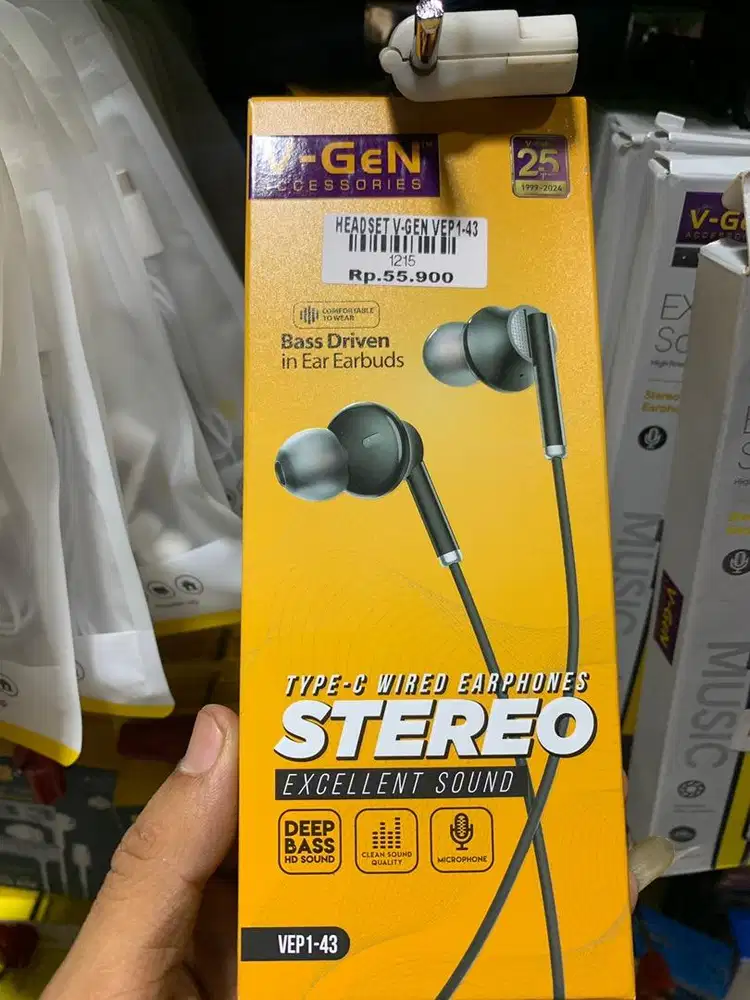 V-GeN™
ACCESSORIES
25
1999-2024
HEADSET V-GEN VEP1-43
1215
Rp.55.900
COMFORTABLE
TO WEAR
Bass Driven
in Ear Earbuds
TYPE-C WIRED EARPHONES
STEREO
EXCELLENT SOUND
DEEP
BASS
HD SOUND
CLEAN SOUND
QUALITY
MICROPHONE
VEP1-43
Stereo
MUSIC
V-GeN
MUSIC